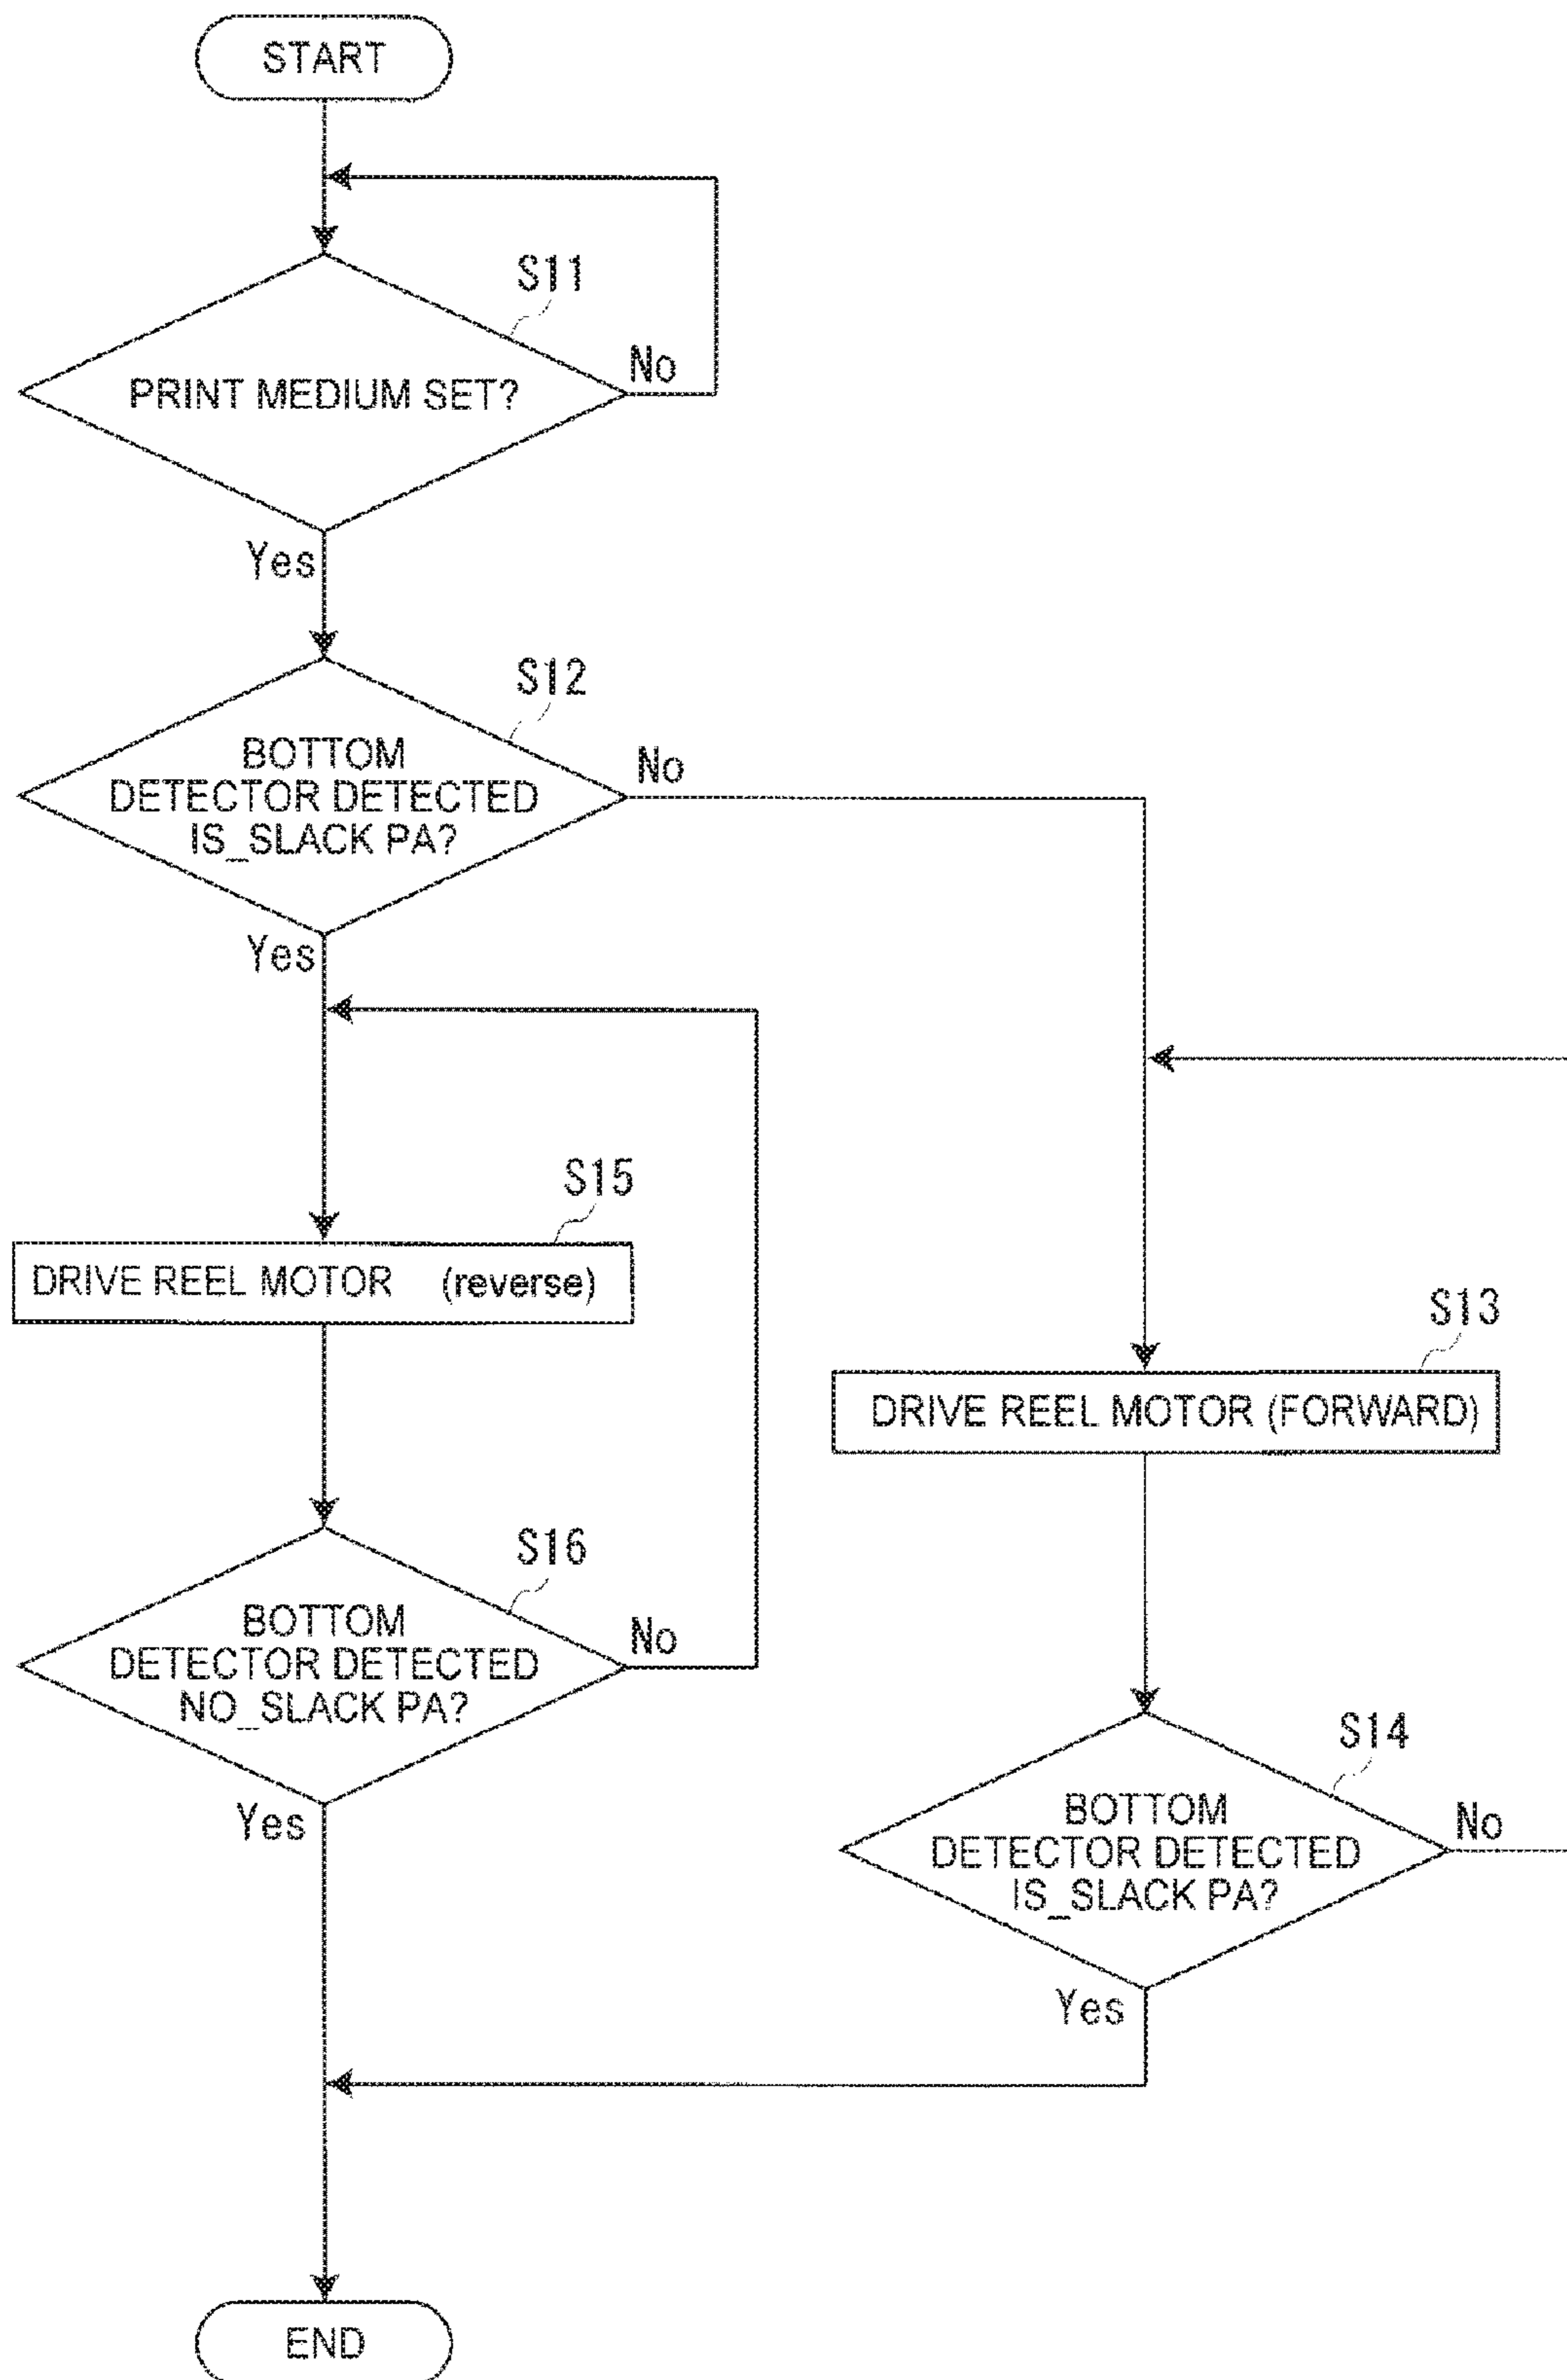 START
S11
PRINT MEDIUM SET?
No
Yes
S12
BOTTOM
DETECTOR DETECTED
IS_SLACK PA?
No
Yes
S15
DRIVE REEL MOTOR (reverse)
S13
DRIVE REEL MOTOR (FORWARD)
S16
BOTTOM
DETECTOR DETECTED
NO_SLACK PA?
No
Yes
S14
BOTTOM
DETECTOR DETECTED
IS_SLACK PA?
No
Yes
END